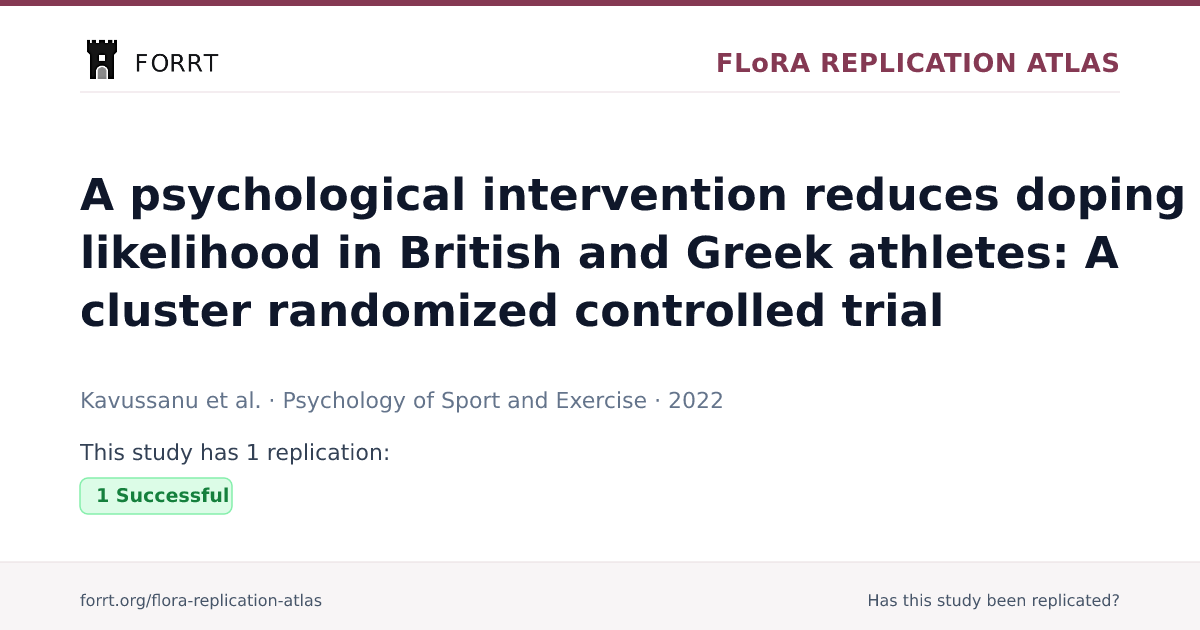 FORRT
FLoRA REPLICATION ATLAS
A psychological intervention reduces doping
likelihood in British and Greek athletes: A
cluster randomized controlled trial
Kavussanu et al. · Psychology of Sport and Exercise · 2022
This study has 1 replication:
1 Successful
forrt.org/flora-replication-atlas
Has this study been replicated?